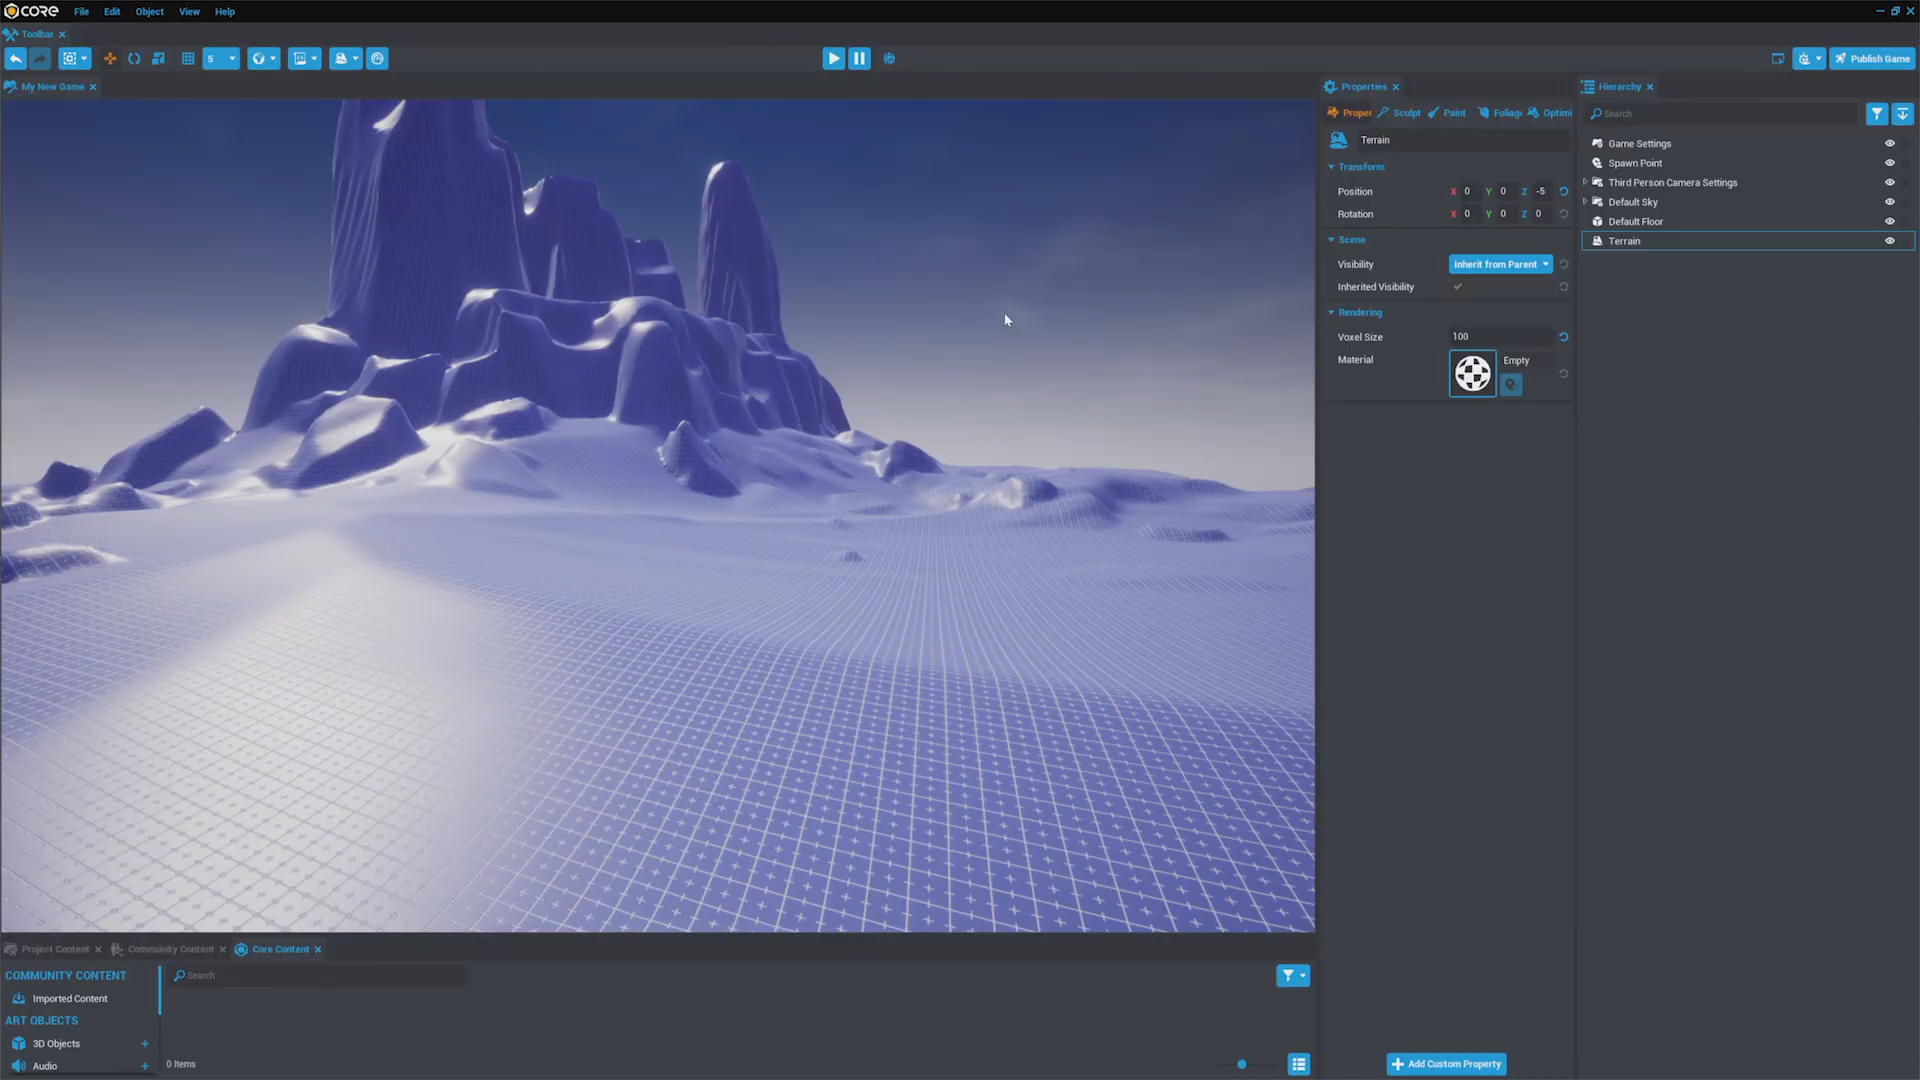 CORE File Edit Object View Help
Toolbar
5
Publish Game
My New Game
Properties
Hierarchy
Proper Sculpt Paint Foliag Optimi
Search
Terrain
Game Settings
Transform
Spawn Point
Position X 0 Y 0 Z -5
Third Person Camera Settings
Rotation X 0 Y 0 Z 0
Default Sky
Default Floor
Scene
Terrain
Visibility Inherit from Parent
Inherited Visibility
Rendering
Voxel Size 100
Material Empty
Project Content Community Content Core Content
COMMUNITY CONTENT
Search
Imported Content
ART OBJECTS
3D Objects +
Audio +
0 Items
Add Custom Property